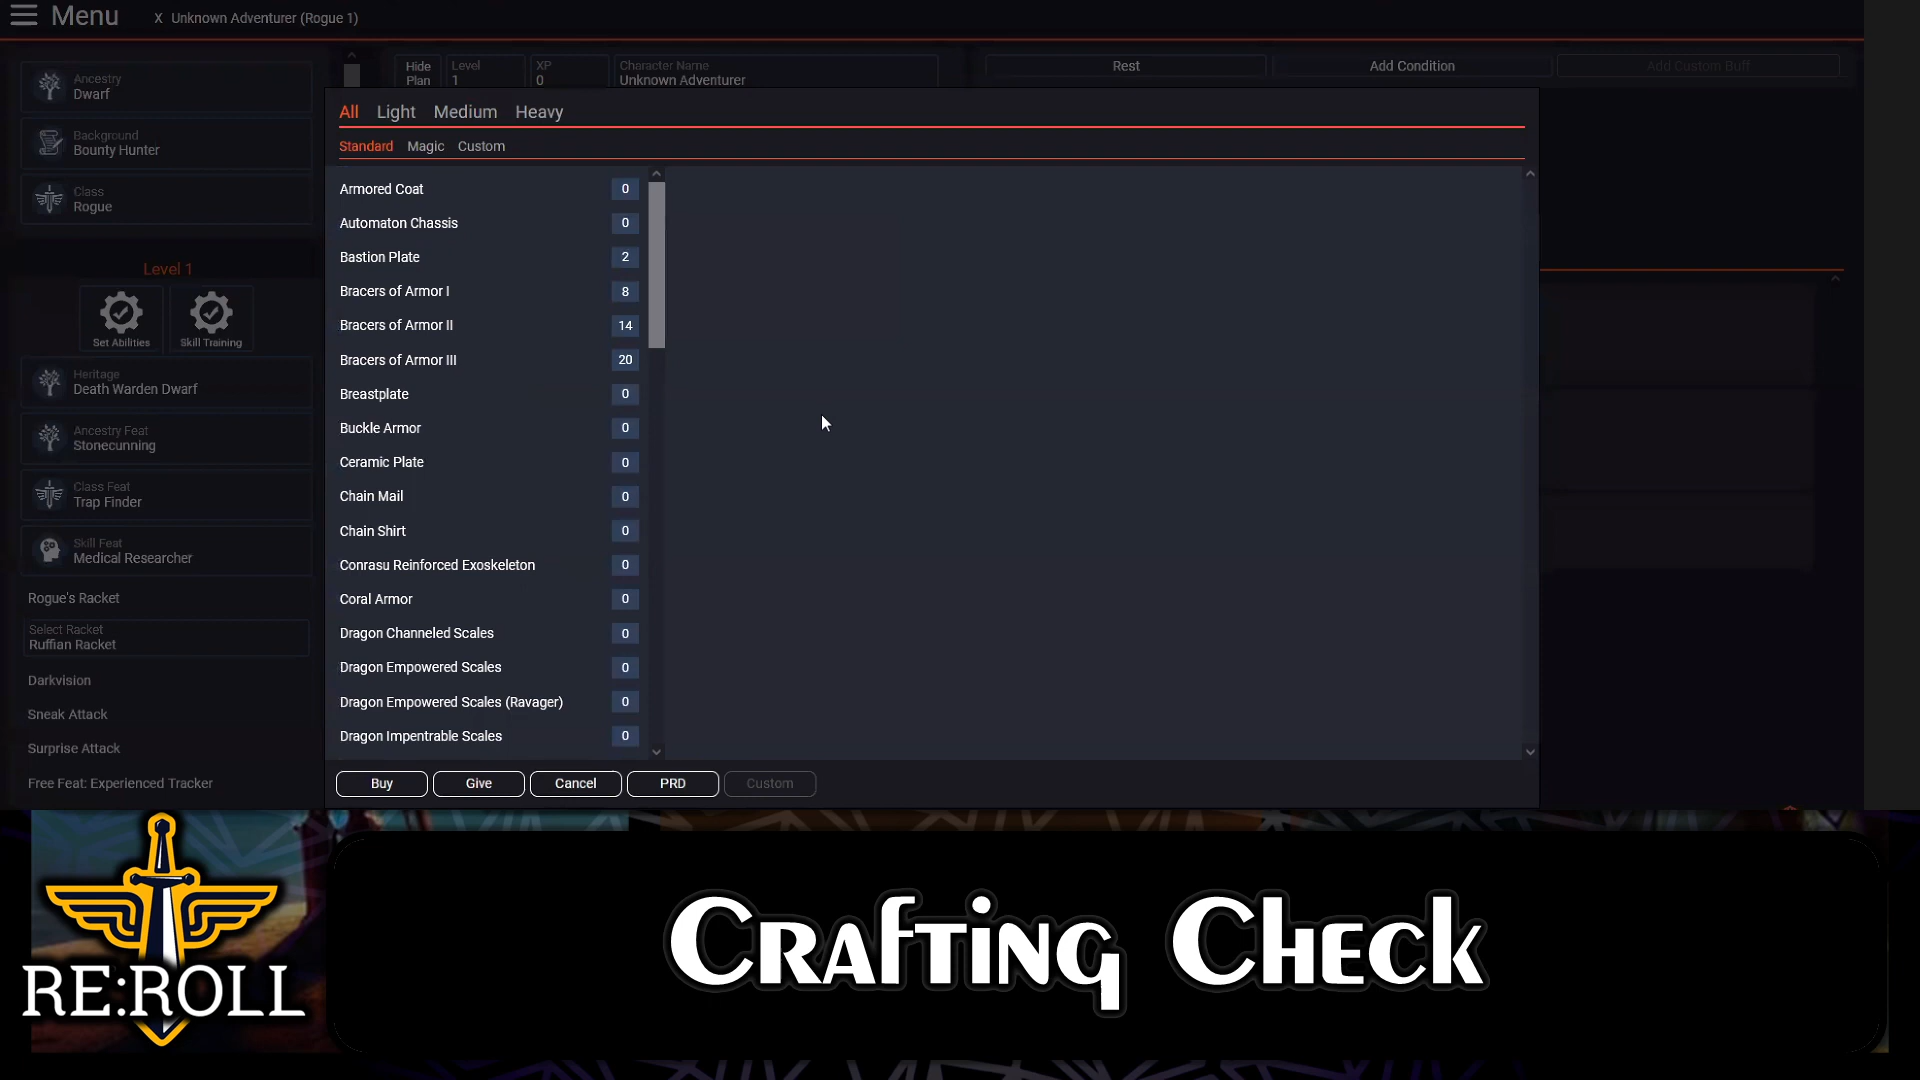 Menu
X Unknown Adventurer (Rogue 1)
Ancestry
Dwarf
Background
Bounty Hunter
Class
Rogue
Level 1
Set Abilities
Skill Training
Heritage
Death Warden Dwarf
Ancestry Feat
Stonecunning
Class Feat
Trap Finder
Skill Feat
Medical Researcher
Rogue's Racket
Select Racket
Ruffian Racket
Darkvision
Sneak Attack
Surprise Attack
Free Feat: Experienced Tracker
Hide Plan
Level
1
XP
0
Character Name
Unknown Adventurer
Rest
Add Condition
Add Custom Buff
All Light Medium Heavy
Standard Magic Custom
Armored Coat 0
Automaton Chassis 0
Bastion Plate 2
Bracers of Armor I 8
Bracers of Armor II 14
Bracers of Armor III 20
Breastplate 0
Buckle Armor 0
Ceramic Plate 0
Chain Mail 0
Chain Shirt 0
Conrasu Reinforced Exoskeleton 0
Coral Armor 0
Dragon Channeled Scales 0
Dragon Empowered Scales 0
Dragon Empowered Scales (Ravager) 0
Dragon Impentrable Scales 0
Buy Give Cancel PRD Custom
RE:ROLL
Crafting Check